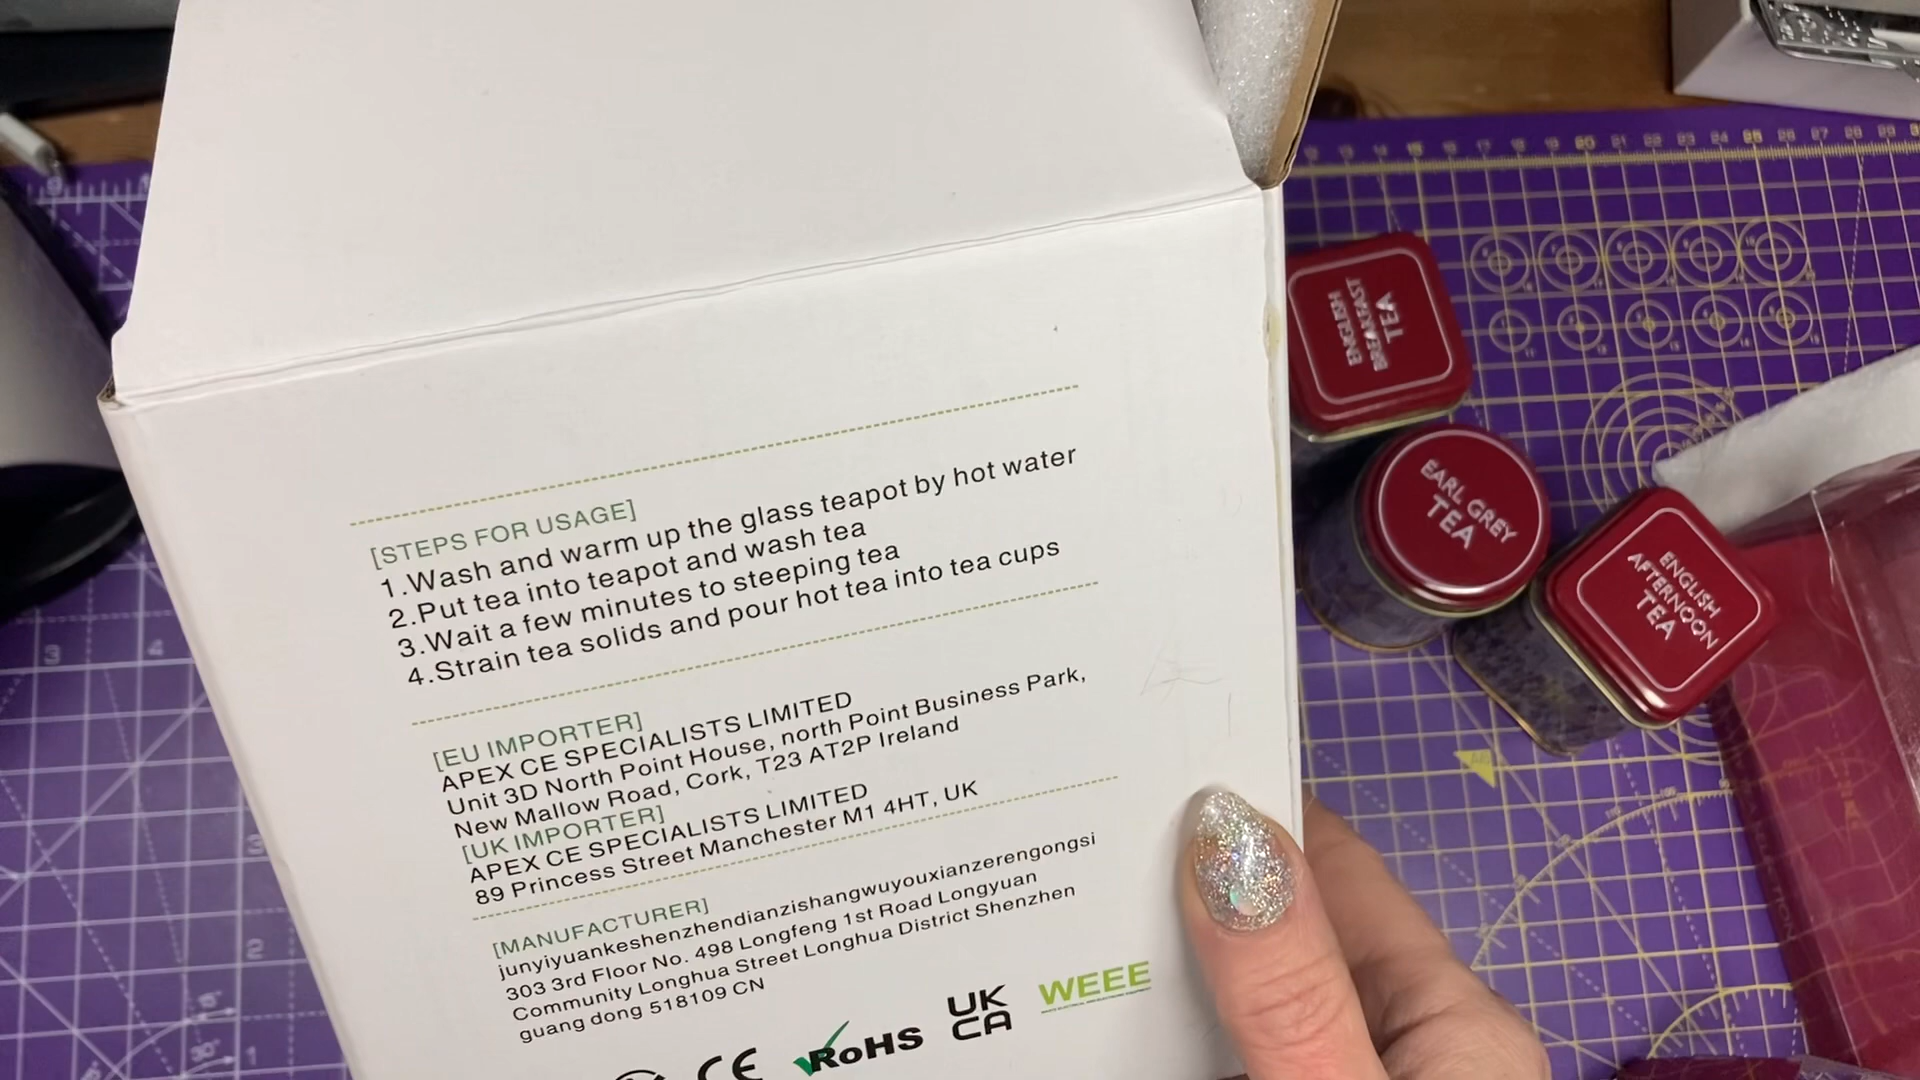 [STEPS FOR USAGE]
1.Wash and warm up the glass teapot by hot water
2.Put tea into teapot and wash tea
3.Wait a few minutes to steeping tea
4.Strain tea solids and pour hot tea into tea cups
[EU IMPORTER]
APEX CE SPECIALISTS LIMITED
Unit 3D North Point House, north Point Business Park,
New Mallow Road, Cork, T23 AT2P Ireland
[UK IMPORTER]
APEX CE SPECIALISTS LIMITED
89 Princess Street Manchester M1 4HT, UK
[MANUFACTURER]
junyiyuankeshenzhendianzishangwuyouxianzerengongsi
303 3rd Floor No. 498 Longfeng 1st Road Longyuan
Community Longhua Street Longhua District Shenzhen
guang dong 518109 CN
CE
RoHS
UK
CA
WEEE
ENGLISH
BREAKFAST
TEA
EARL GREY
TEA
ENGLISH
AFTERNOON
TEA